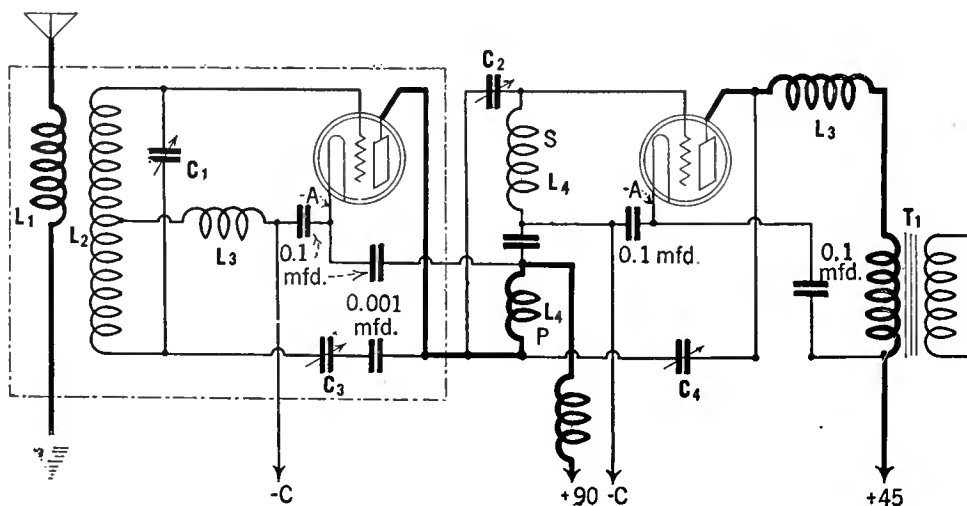 C2
L3
S
C1
L4
-A
-A
L1
L2
T1
L3
0.1
mfd.
0.1 mfd.
0.1
mfd.
0.001
mfd.
L4
P
C3
C4
-C
+90
-C
+45